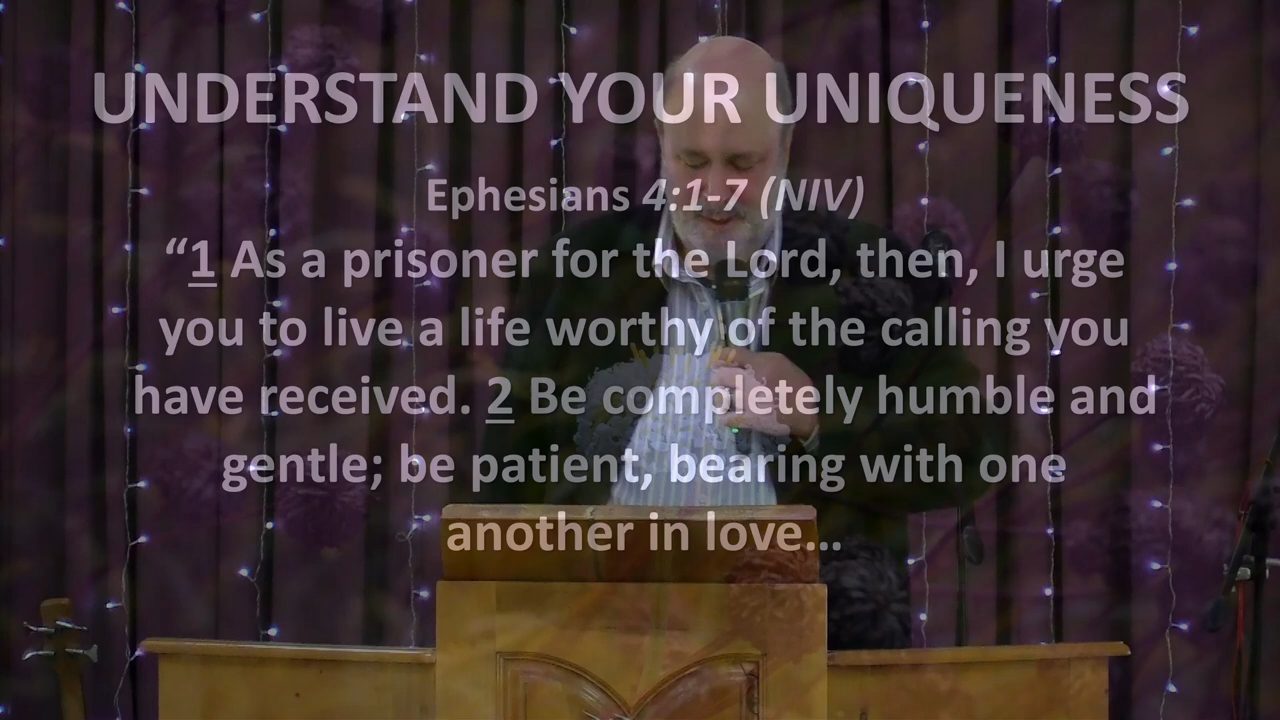 UNDERSTAND YOUR UNIQUENESS
Ephesians 4:1-7 (NIV)
“1 As a prisoner for the Lord, then, I urge
you to live a life worthy of the calling you
have received. 2 Be completely humble and
gentle; be patient, bearing with one
another in love…